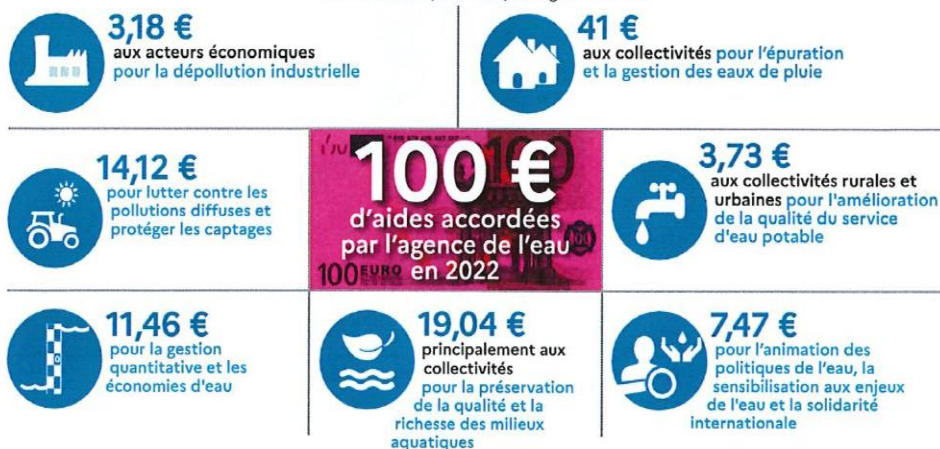 3,18 €
aux acteurs économiques
pour la dépollution industrielle
41 €
aux collectivités pour l'épuration
et la gestion des eaux de pluie
14,12 €
pour lutter contre les
pollutions diffuses et
protéger les captages
100 €
d'aides accordées
par l'agence de l'eau
en 2022
100 EURO
100
3,73 €
aux collectivités rurales et
urbaines pour l'amélioration
de la qualité du service
d'eau potable
11,46 €
pour la gestion
quantitative et les
économies d'eau
19,04 €
principalement aux
collectivités
pour la préservation
de la qualité et la
richesse des milieux
aquatiques
7,47 €
pour l'animation des
politiques de l'eau, la
sensibilisation aux enjeux
de l'eau et la solidarité
internationale